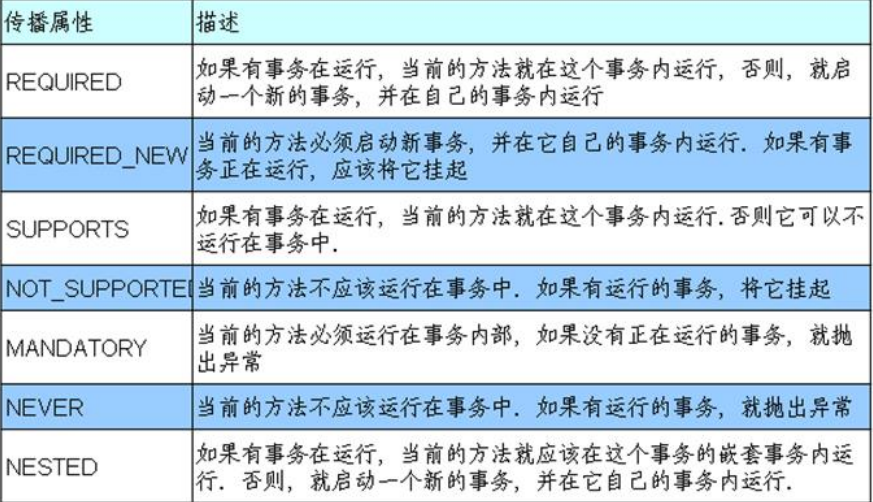 传播属性 描述
REQUIRED
如果有事务在运行, 当前的方法就在这个事务内运行, 否则, 就启
动一个新的事务, 并在自己的事务内运行
REQUIRED_NEW
当前的方法必须启动新事务, 并在它自己的事务内运行. 如果有事
务正在运行, 应该将它挂起
SUPPORTS
如果有事务在运行, 当前的方法就在这个事务内运行. 否则它可以不
运行在事务中.
NOT_SUPPORTED 当前的方法不应该运行在事务中. 如果有运行的事务, 将它挂起
MANDATORY
当前的方法必须运行在事务内部, 如果没有正在运行的事务, 就抛
出异常
NEVER 当前的方法不应该运行在事务中. 如果有运行的事务, 就抛出异常
NESTED
如果有事务在运行, 当前的方法就应该在这个事务的嵌套事务内运
行. 否则, 就启动一个新的事务, 并在它自己的事务内运行.